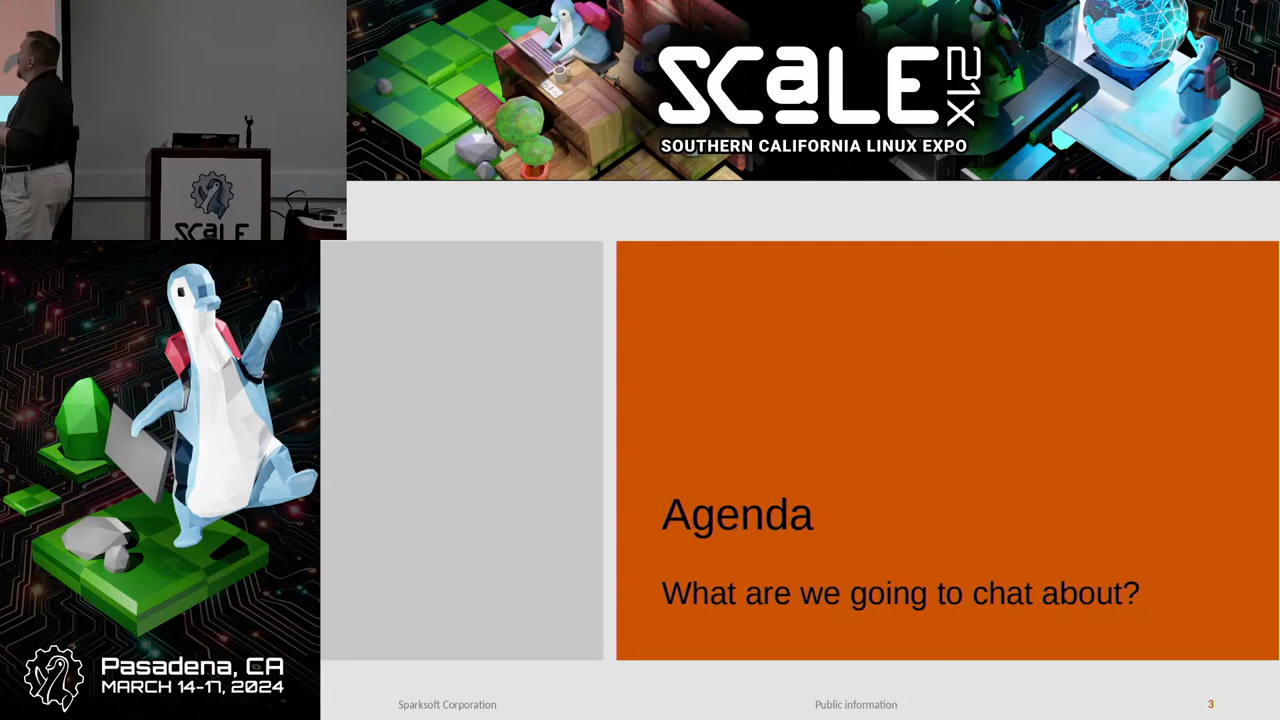 SCaLE 21X
SOUTHERN CALIFORNIA LINUX EXPO
SCaLE
Agenda
What are we going to chat about?
Pasadena, CA
MARCH 14-17, 2024
Sparksoft Corporation
Public information
3